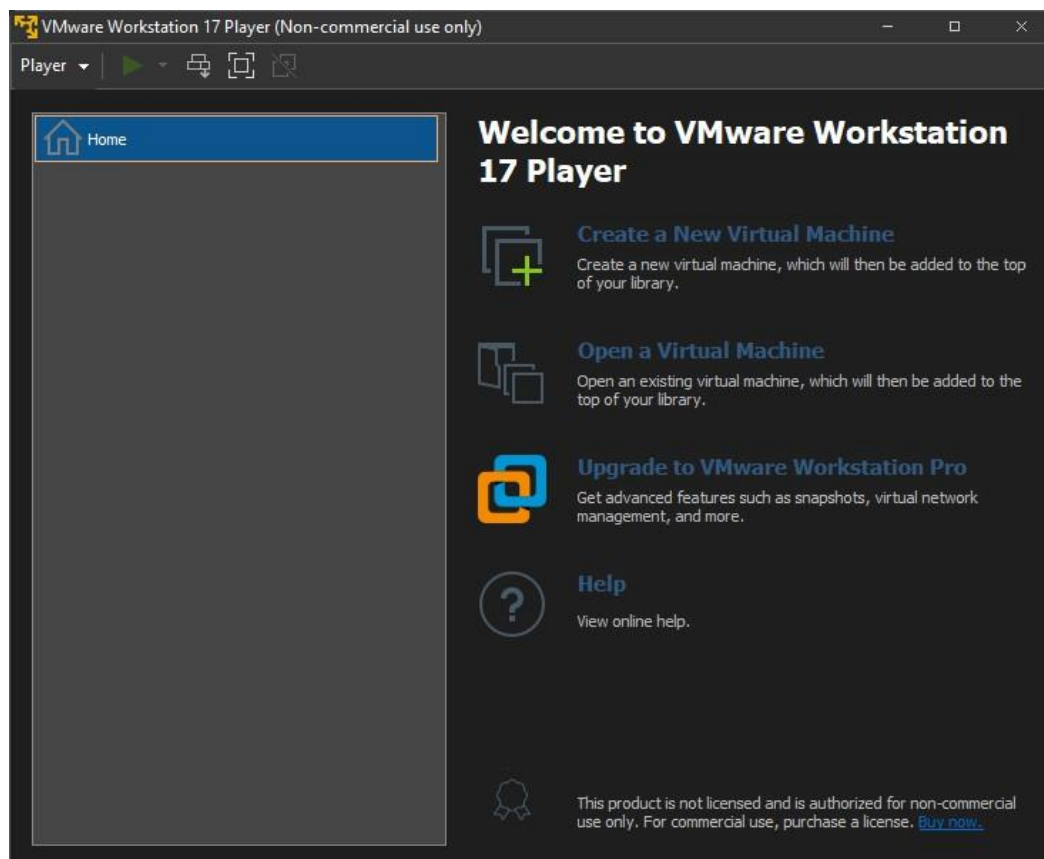 VMware Workstation 17 Player (Non-commercial use only)
Player
Home
Welcome to VMware Workstation
17 Player
Create a New Virtual Machine
Create a new virtual machine, which will then be added to the top
of your library.
Open a Virtual Machine
Open an existing virtual machine, which will then be added to the
top of your library.
Upgrade to VMware Workstation Pro
Get advanced features such as snapshots, virtual network
management, and more.
?
Help
View online help.
This product is not licensed and is authorized for non-commercial
use only. For commercial use, purchase a license. Buy now.